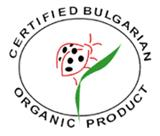 CERTIFIED BULGARIAN
ORGANIC PRODUCT